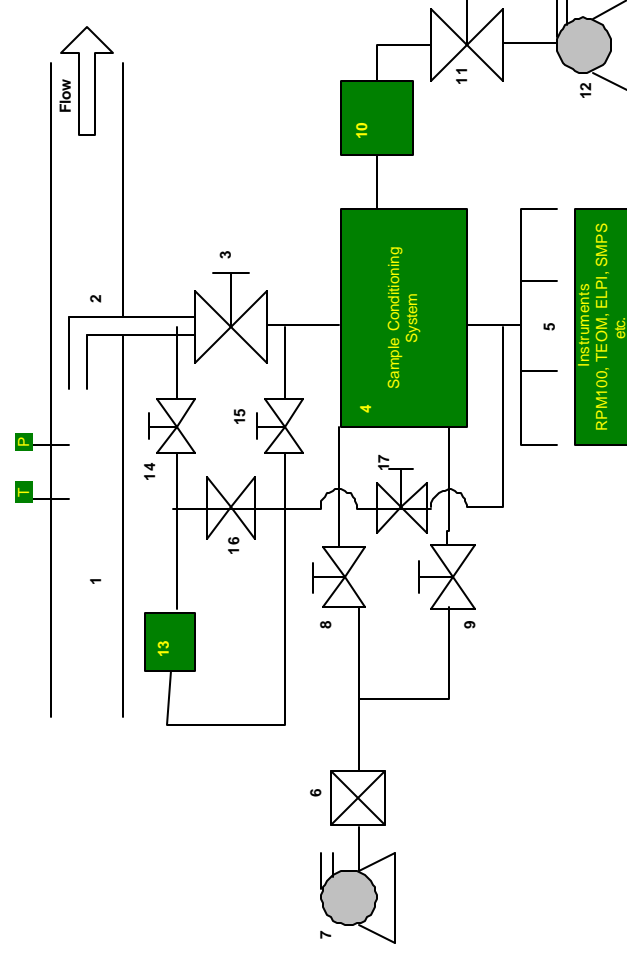 T
P
Flow
1
2
14
13
3
16
15
6
7
8
10
4
17
Sample Conditioning
System
11
9
5
12
Instruments
RPM100, TEOM, ELPI, SMPS
etc.